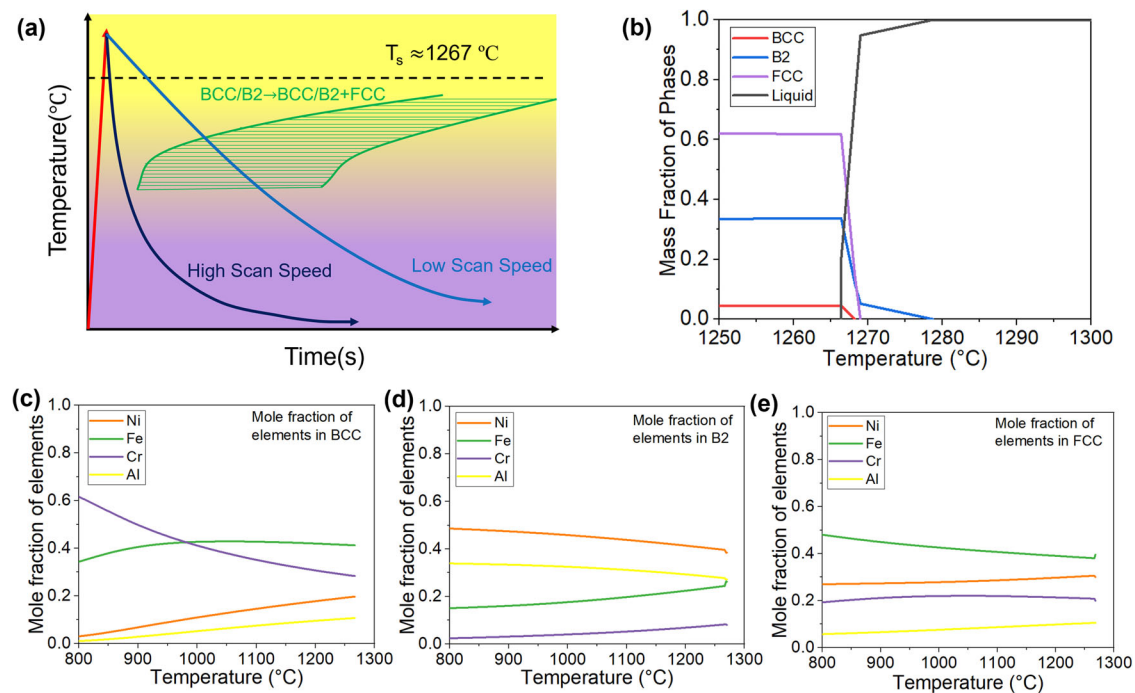 (a)
T_s ≈1267 ℃
BCC/B2→BCC/B2+FCC
High Scan Speed
Low Scan Speed
Temperature(℃)
Time(s)
(b)
BCC
B2
FCC
Liquid
Mass Fraction of Phases
1.0
0.8
0.6
0.4
0.2
0.0
1250 1260 1270 1280 1290 1300
Temperature (°C)
(c)
Ni
Fe
Cr
Al
Mole fraction of
elements in BCC
Mole fraction of elements
1.0
0.8
0.6
0.4
0.2
0.0
800 900 1000 1100 1200 1300
Temperature (°C)
(d)
Ni
Fe
Cr
Al
Mole fraction of
elements in B2
Mole fraction of elements
1.0
0.8
0.6
0.4
0.2
0.0
800 900 1000 1100 1200 1300
Temperature (°C)
(e)
Ni
Fe
Cr
Al
Mole fraction of
elements in FCC
Mole fraction of elements
1.0
0.8
0.6
0.4
0.2
0.0
800 900 1000 1100 1200 1300
Temperature (°C)